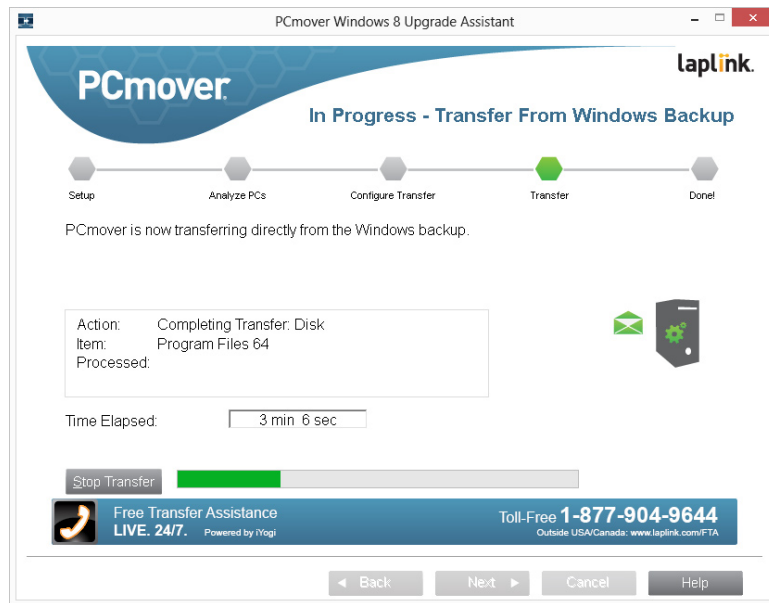 PCmover Windows 8 Upgrade Assistant
laplink.
PCmover.
In Progress - Transfer From Windows Backup
Setup
Analyze PCs
Configure Transfer
Transfer
Done!
PCmover is now transferring directly from the Windows backup.
Action: Completing Transfer: Disk
Item: Program Files 64
Processed:
Time Elapsed: 3 min 6 sec
Stop Transfer
Free Transfer Assistance
LIVE. 24/7. Powered by iYogi
Toll-Free 1-877-904-9644
Outside USA/Canada: www.laplink.com/FTA
Back Next Cancel Help